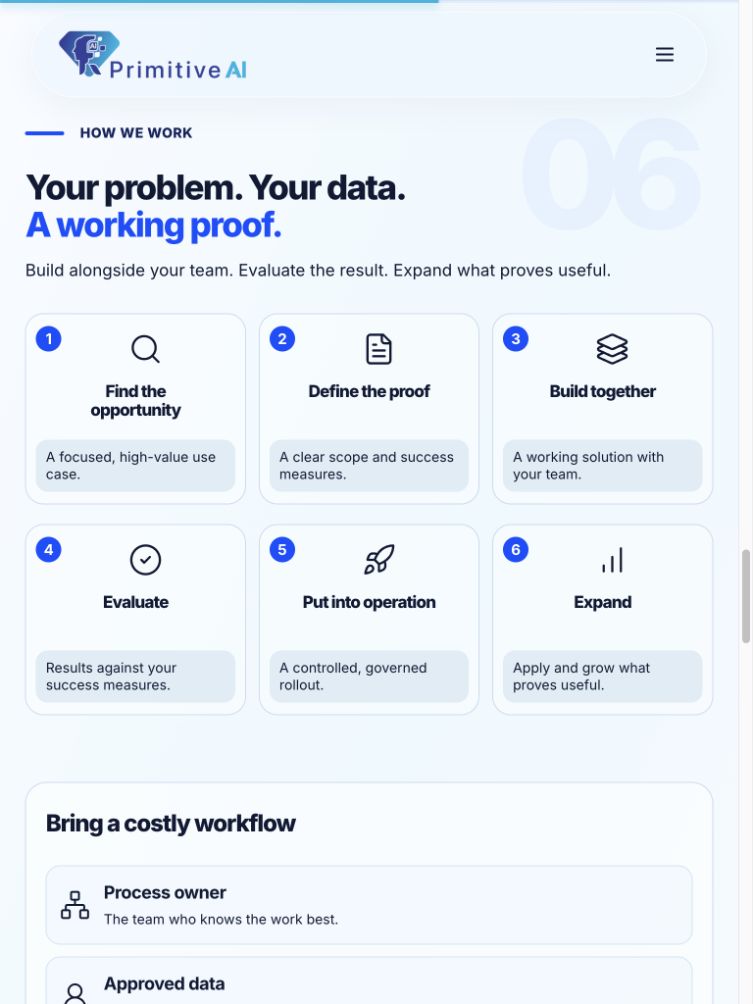 AI
Primitive AI
HOW WE WORK
06
Your problem. Your data.
A working proof.
Build alongside your team. Evaluate the result. Expand what proves useful.
1
Find the
opportunity
A focused, high-value use
case.
2
Define the proof
A clear scope and success
measures.
3
Build together
A working solution with
your team.
4
Evaluate
Results against your
success measures.
5
Put into operation
A controlled, governed
rollout.
6
Expand
Apply and grow what
proves useful.
Bring a costly workflow
Process owner
The team who knows the work best.
Approved data